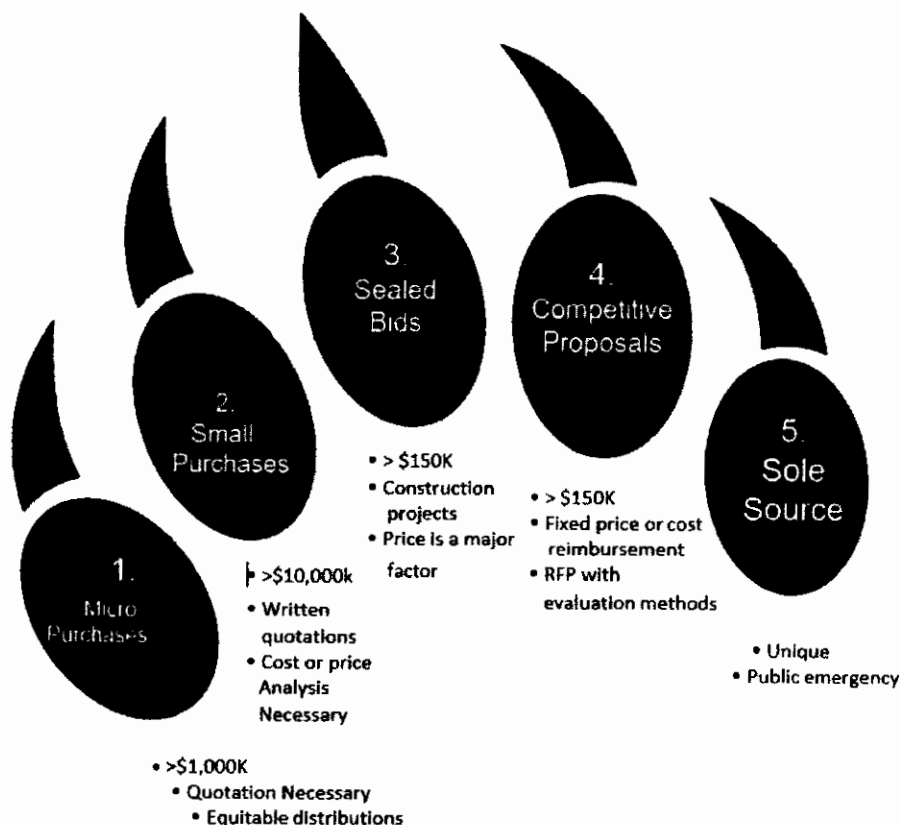 1.
Micro
Purchases
• >$1,000K
• Quotation Necessary
• Equitable distributions
2.
Small
Purchases
>$10,000k
• Written
quotations
• Cost or price
Analysis
Necessary
3.
Sealed
Bids
• > $150K
• Construction
projects
• Price is a major
factor
4.
Competitive
Proposals
• > $150K
• Fixed price or cost
reimbursement
• RFP with
evaluation methods
5.
Sole
Source
• Unique
• Public emergency